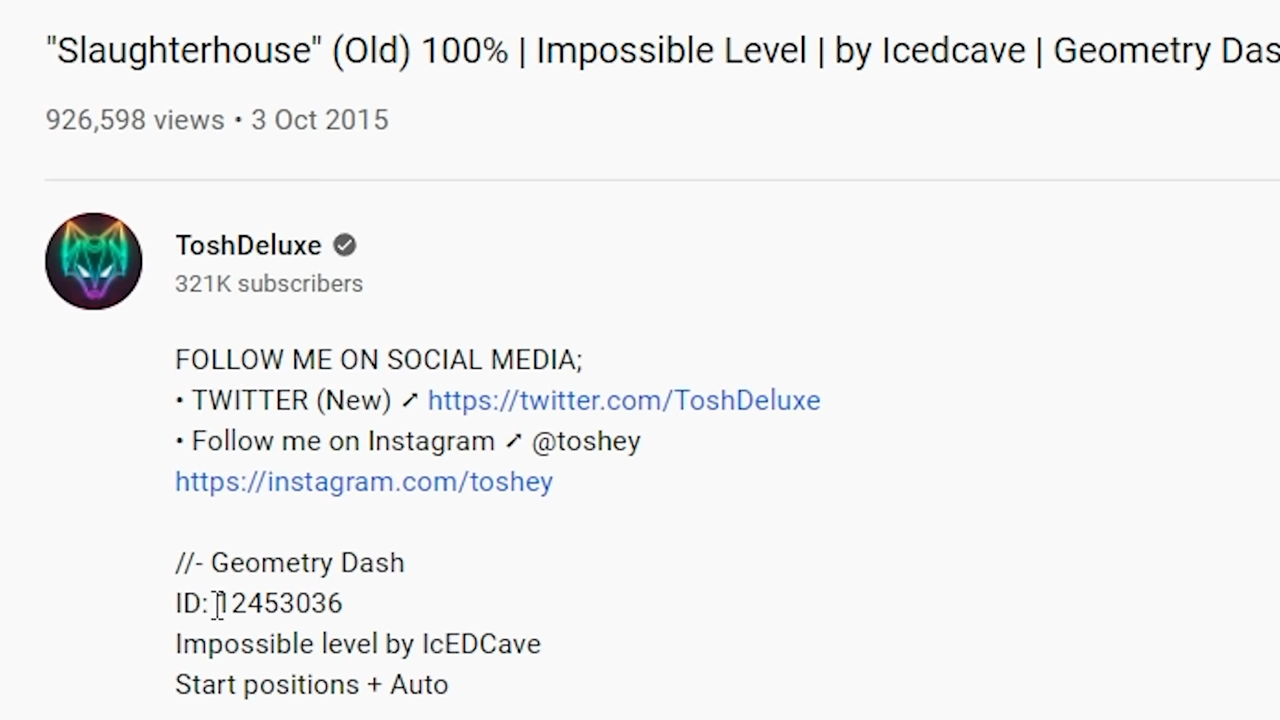 "Slaughterhouse" (Old) 100% | Impossible Level | by Icedcave | Geometry Das
926,598 views • 3 Oct 2015
ToshDeluxe
321K subscribers
FOLLOW ME ON SOCIAL MEDIA;
• TWITTER (New) ➚ https://twitter.com/ToshDeluxe
• Follow me on Instagram ➚ @toshey
https://instagram.com/toshey
//- Geometry Dash
ID: 12453036
Impossible level by IcEDCave
Start positions + Auto